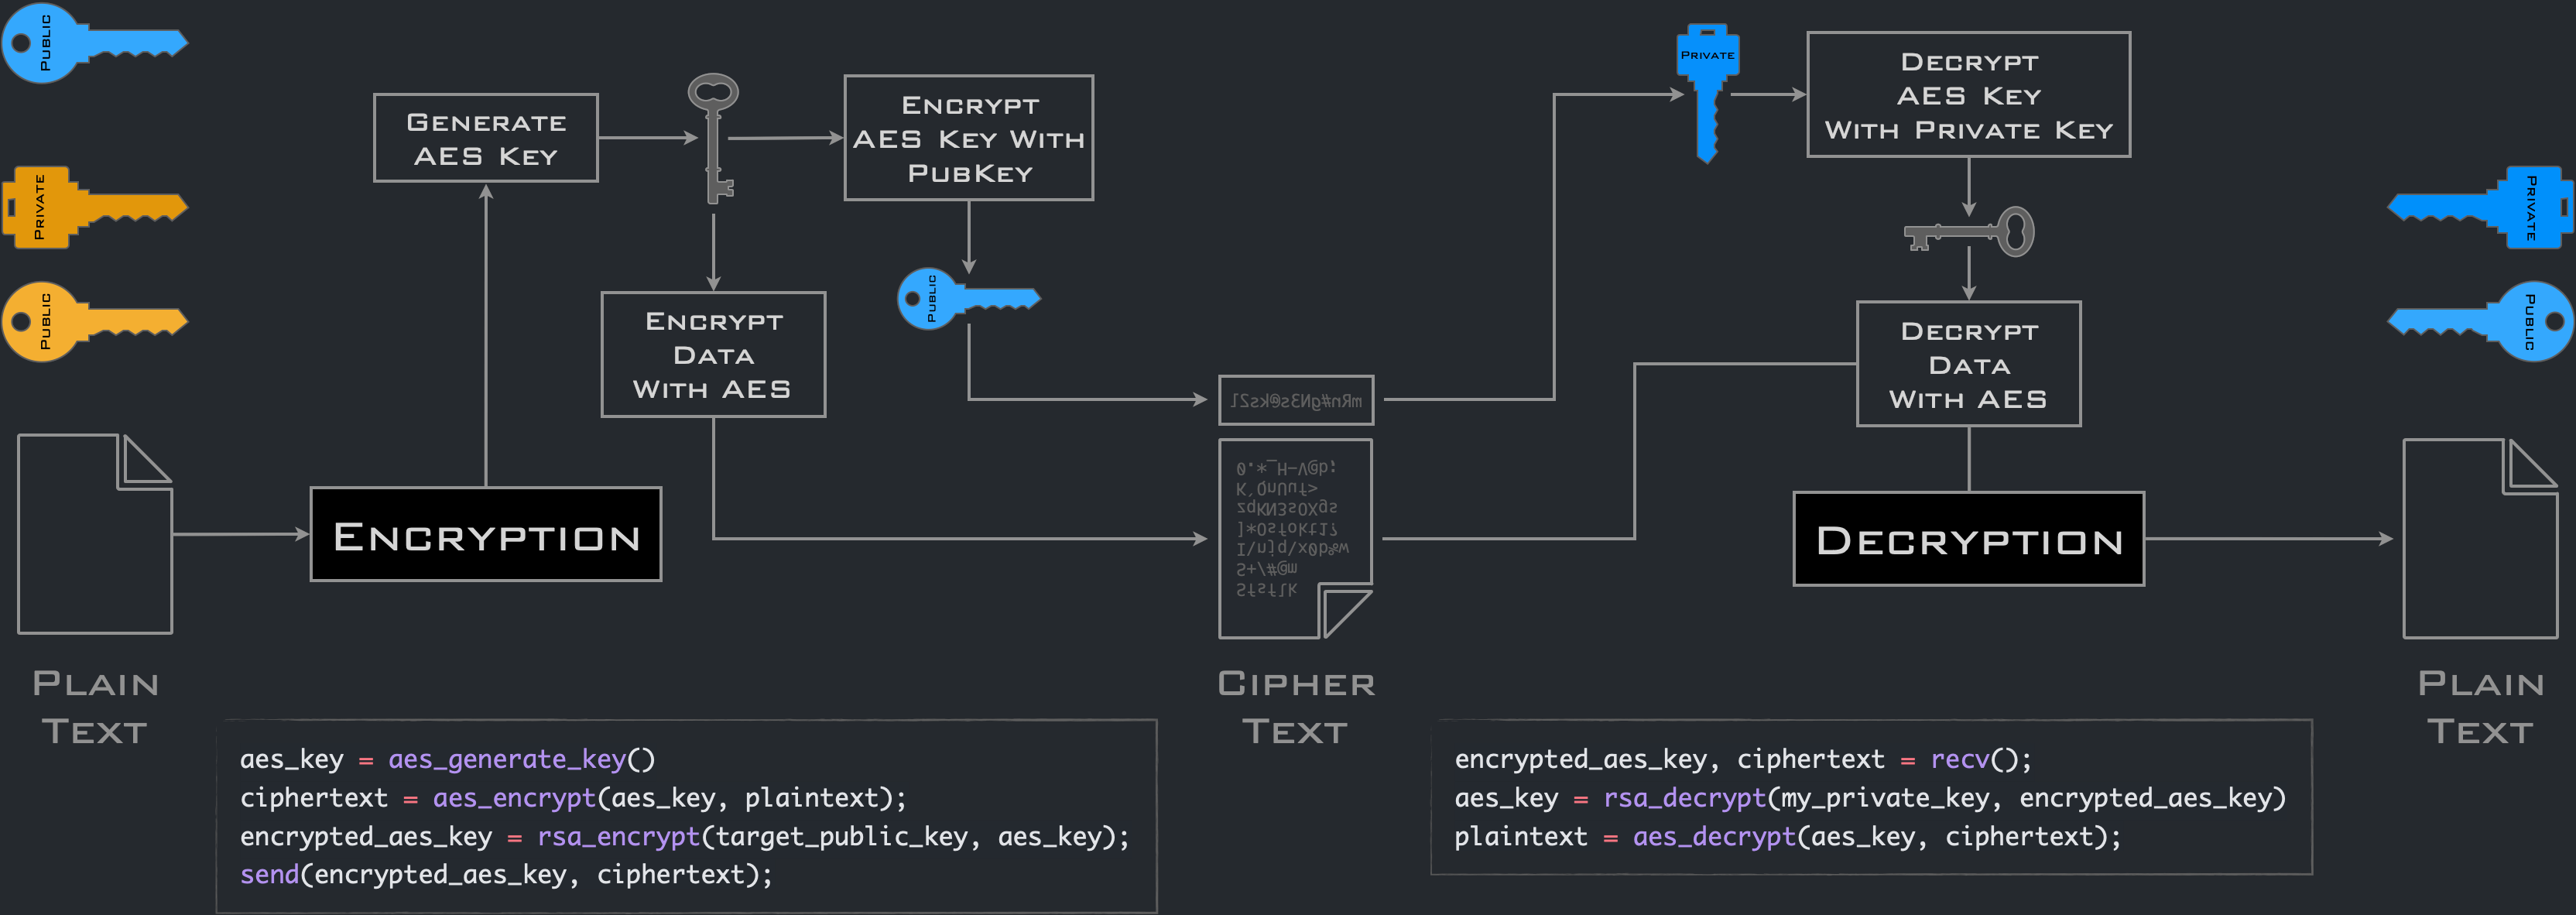 Public
Private
Public
Generate
AES Key
Encrypt
AES Key With
PubKey
Public
Encrypt
Data
With AES
Encryption
Plain
Text
Cipher
Text
Private
Decrypt
AES Key
With Private Key
Decrypt
Data
With AES
Decryption
Private
Public
Plain
Text
aes_key = aes_generate_key()
ciphertext = aes_encrypt(aes_key, plaintext);
encrypted_aes_key = rsa_encrypt(target_public_key, aes_key);
send(encrypted_aes_key, ciphertext);
encrypted_aes_key, ciphertext = recv();
aes_key = rsa_decrypt(my_private_key, encrypted_aes_key)
plaintext = aes_decrypt(aes_key, ciphertext);